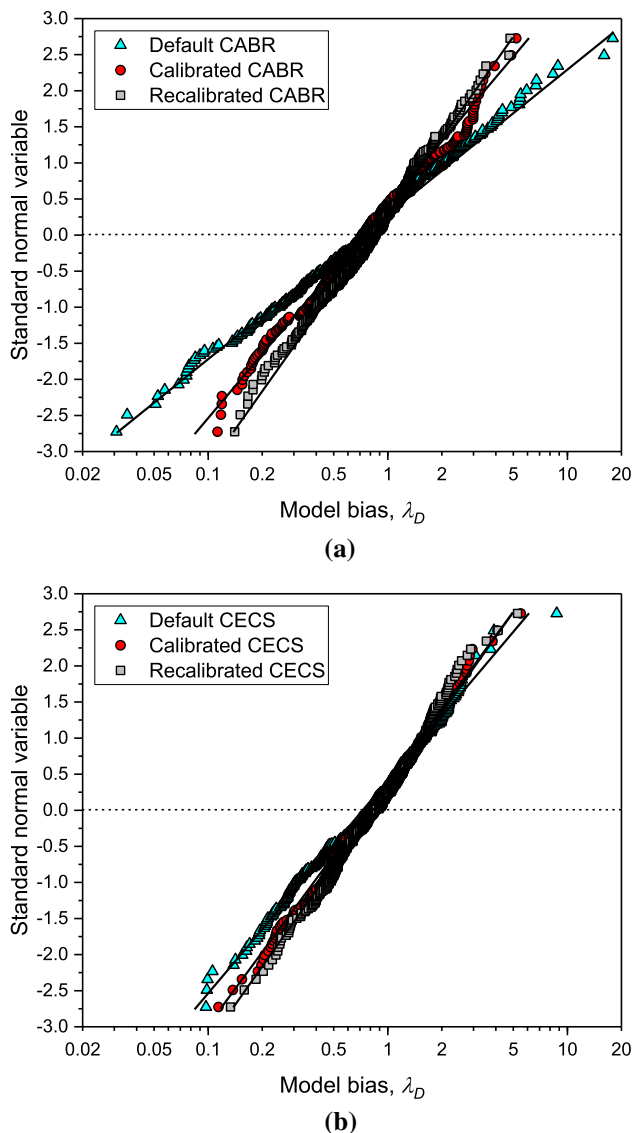 3.0
2.5
2.0
1.5
1.0
0.5
0.0
-0.5
-1.0
-1.5
-2.0
-2.5
-3.0
Standard normal variable
Default CABR
Calibrated CABR
Recalibrated CABR
0.02 0.05 0.1 0.2 0.5 1 2 5 10 20
Model bias, λD
(a)
3.0
2.5
2.0
1.5
1.0
0.5
0.0
-0.5
-1.0
-1.5
-2.0
-2.5
-3.0
Standard normal variable
Default CECS
Calibrated CECS
Recalibrated CECS
0.02 0.05 0.1 0.2 0.5 1 2 5 10 20
Model bias, λD
(b)